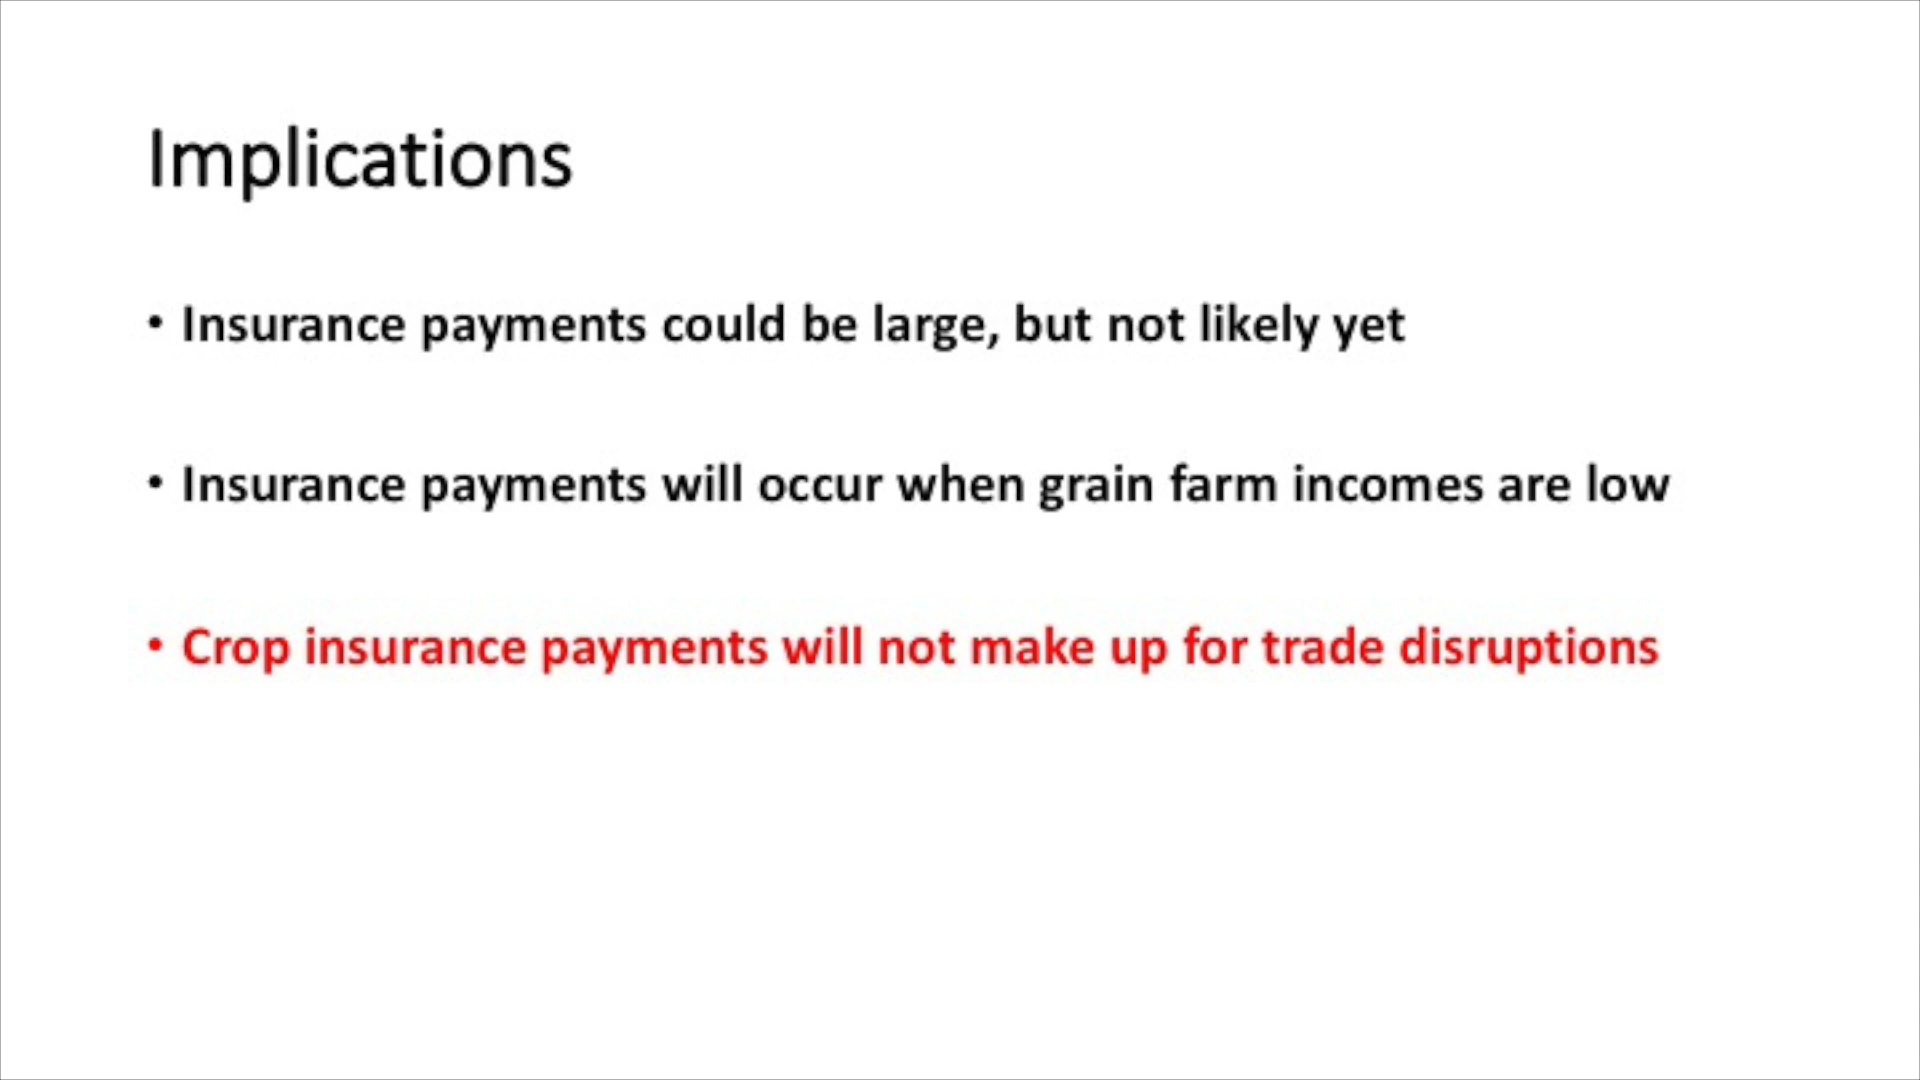 Implications
• Insurance payments could be large, but not likely yet
• Insurance payments will occur when grain farm incomes are low
• Crop insurance payments will not make up for trade disruptions